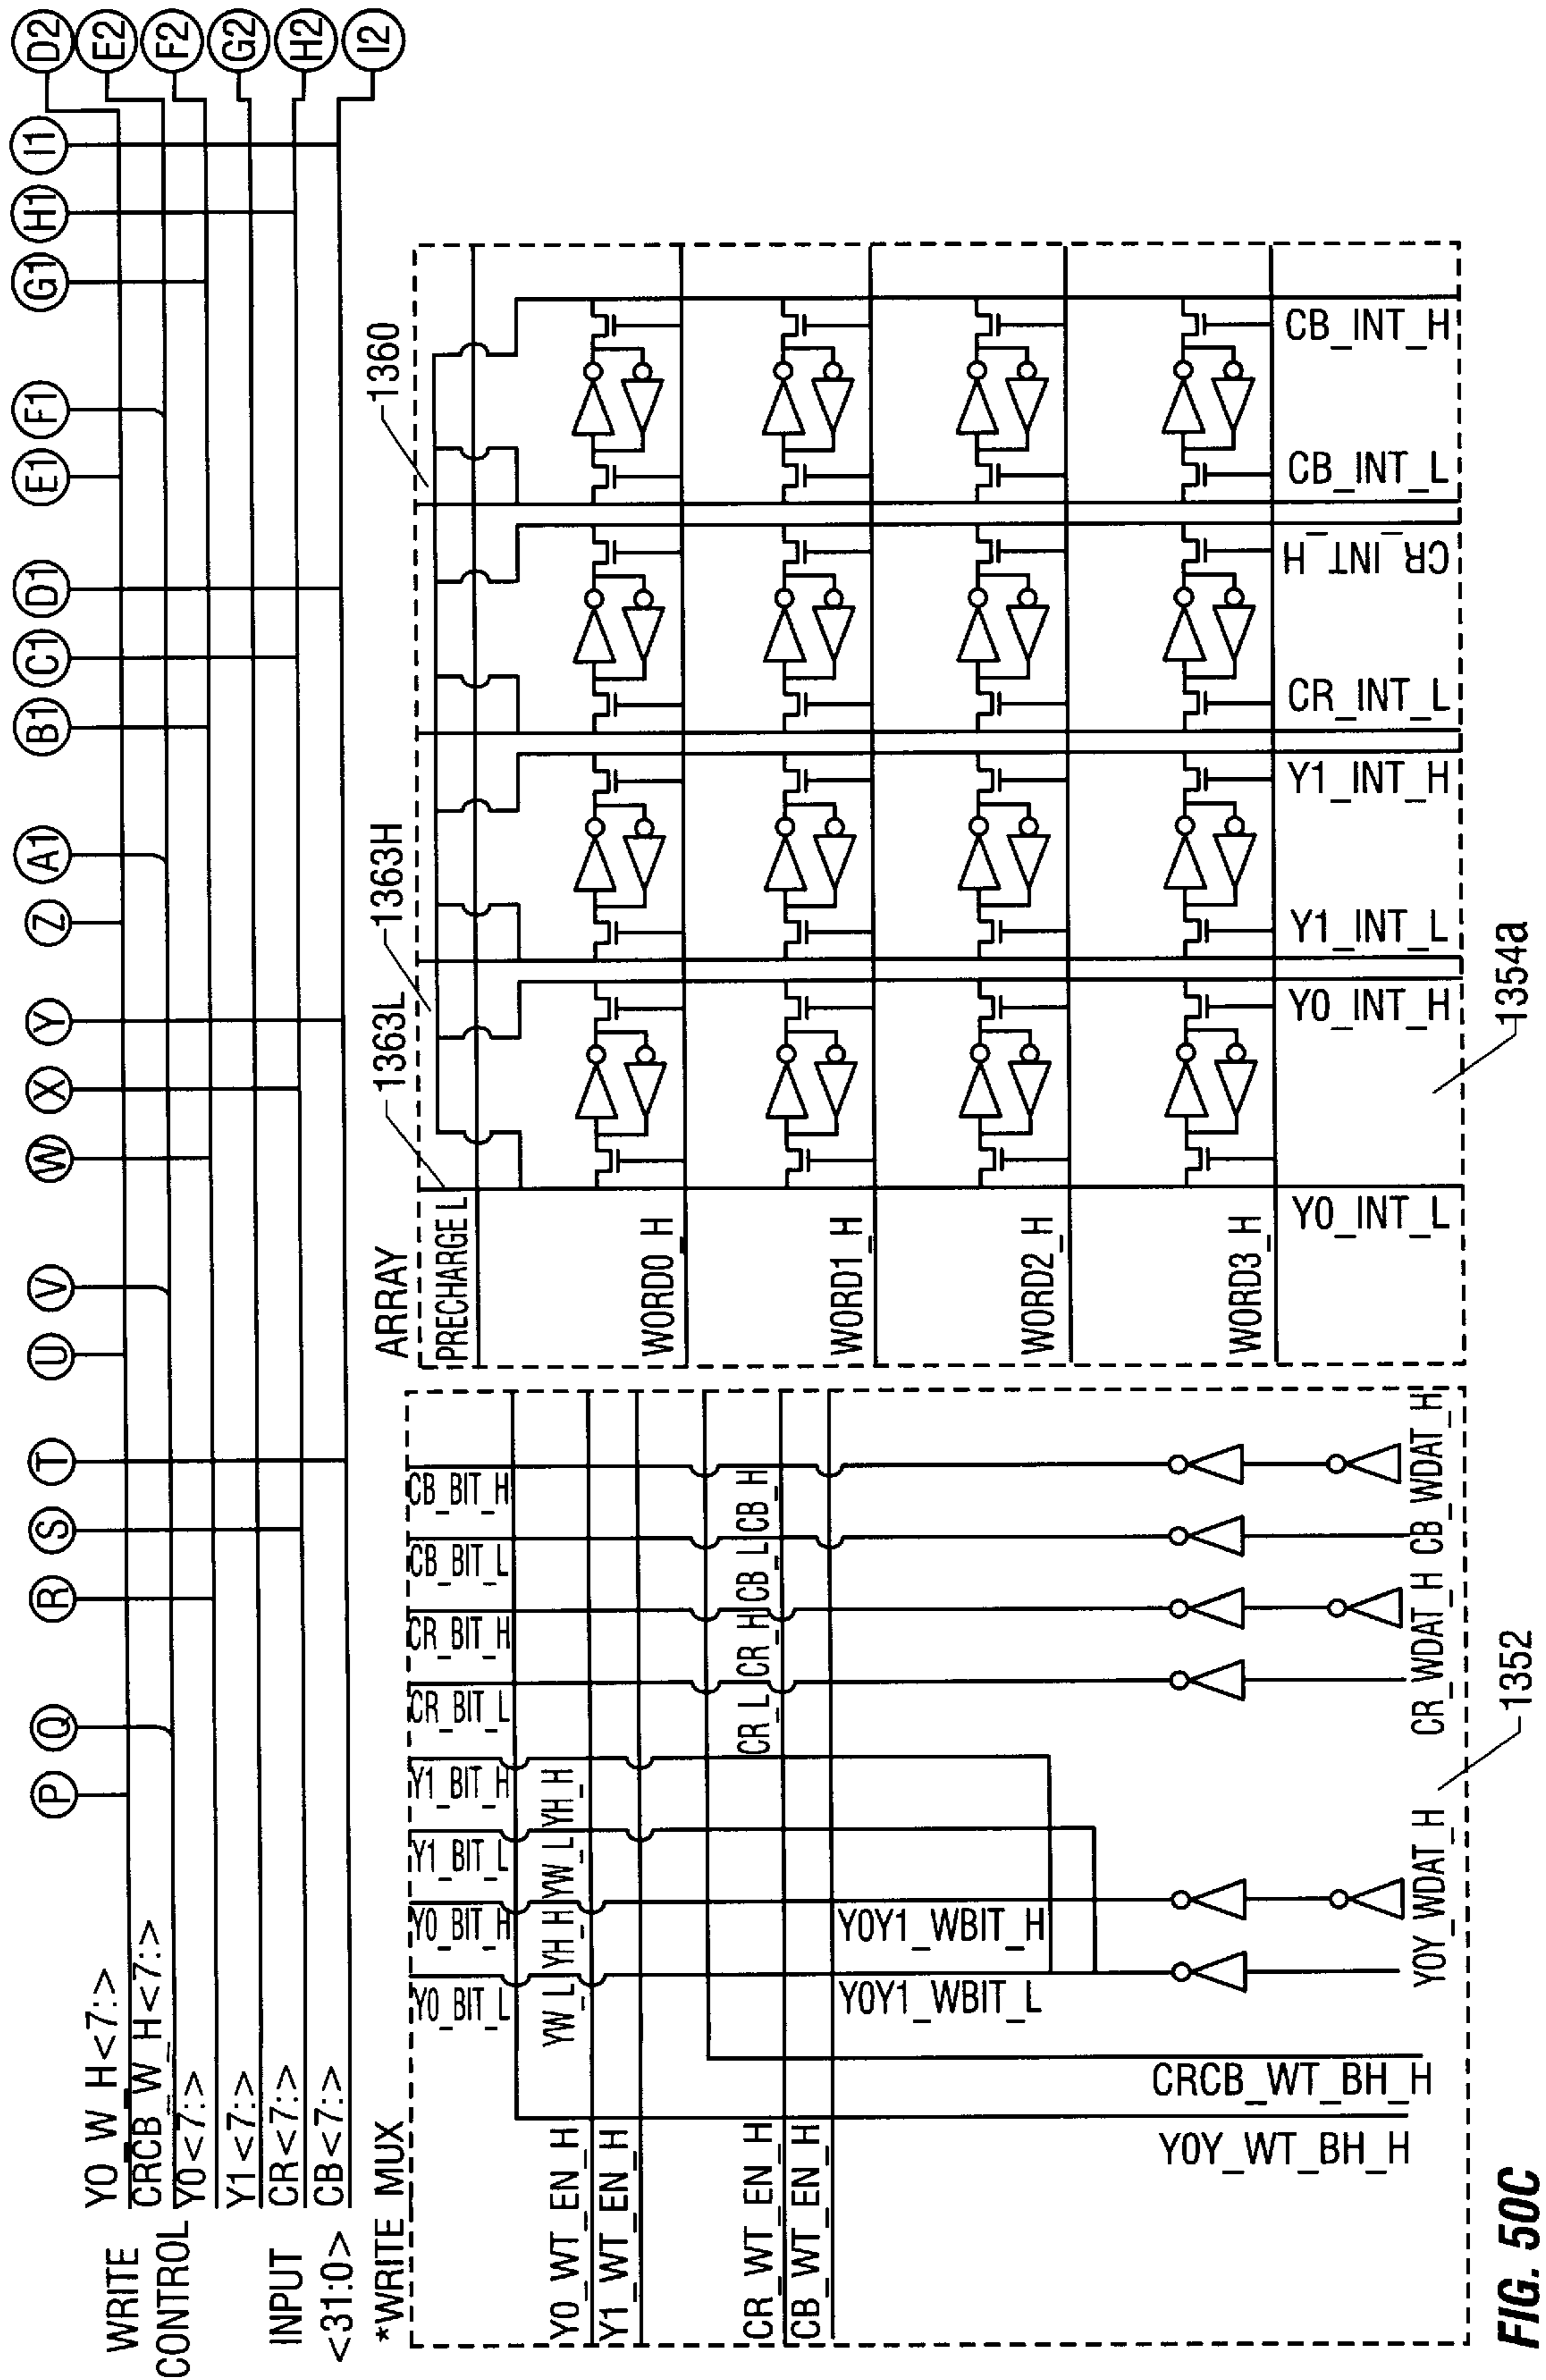 P Q R S T U V W X Y Z A1 B1 C1 D1 E1 F1 G1 H1 I1
D2
E2
F2
G2
H2
I2
WRITE
CONTROL
YO_W_H<7:>
CRCB_W_H<7:>
Y0<7:>
Y1<7:>
INPUT
<31:0>
CR<7:>
CB<7:>
*WRITE MUX
Y0_BIT_L
Y0_BIT_H
Y1_BIT_L
Y1_BIT_H
CR_BIT_L
CR_BIT_H
CB_BIT_L
CB_BIT_H
YW_L
YH_H
YW_L
YH_H
Y0_WT_EN_H
Y1_WT_EN_H
CR_L
CR_H
CB_L
CB_H
CR_WT_EN_H
CB_WT_EN_H
Y0Y1_WBIT_L
Y0Y1_WBIT_H
CRCB_WT_BH_H
Y0Y_WT_BH_H
YOY_WDAT_H
CR_WDAT_H
CB_WDAT_H
1352
ARRAY
1363L
1363H
1360
PRECHARGE L
WORD0_H
WORD1_H
WORD2_H
WORD3_H
Y0_INT_L
Y0_INT_H
Y1_INT_L
Y1_INT_H
CR_INT_L
CR_INT_H
CB_INT_L
CB_INT_H
1354a
FIG. 50C